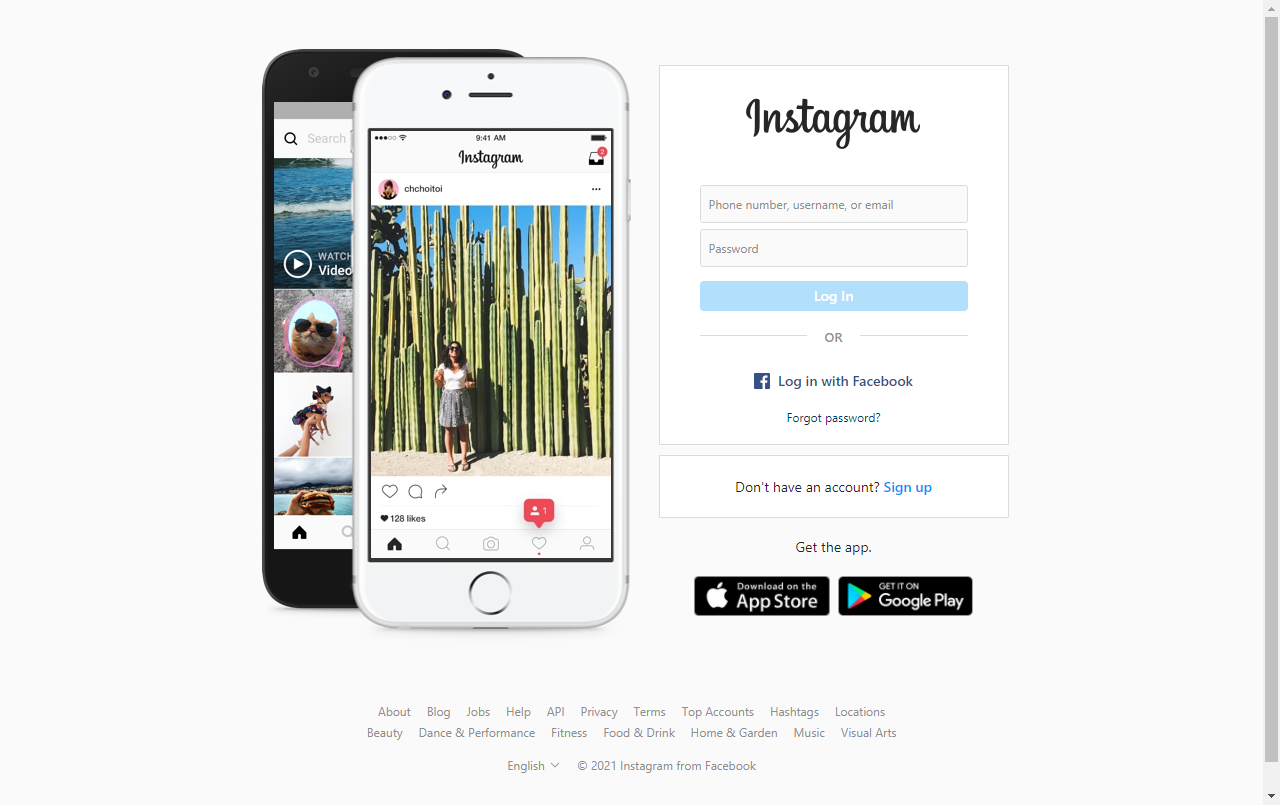 Search
WATCH
Video
9:41 AM
Instagram
2
chchoitoi
1
128 likes
Instagram
Phone number, username, or email
Password
Log In
OR
Log in with Facebook
Forgot password?
Don't have an account? Sign up
Get the app.
Download on the
App Store
GET IT ON
Google Play
About Blog Jobs Help API Privacy Terms Top Accounts Hashtags Locations
Beauty Dance & Performance Fitness Food & Drink Home & Garden Music Visual Arts
English © 2021 Instagram from Facebook